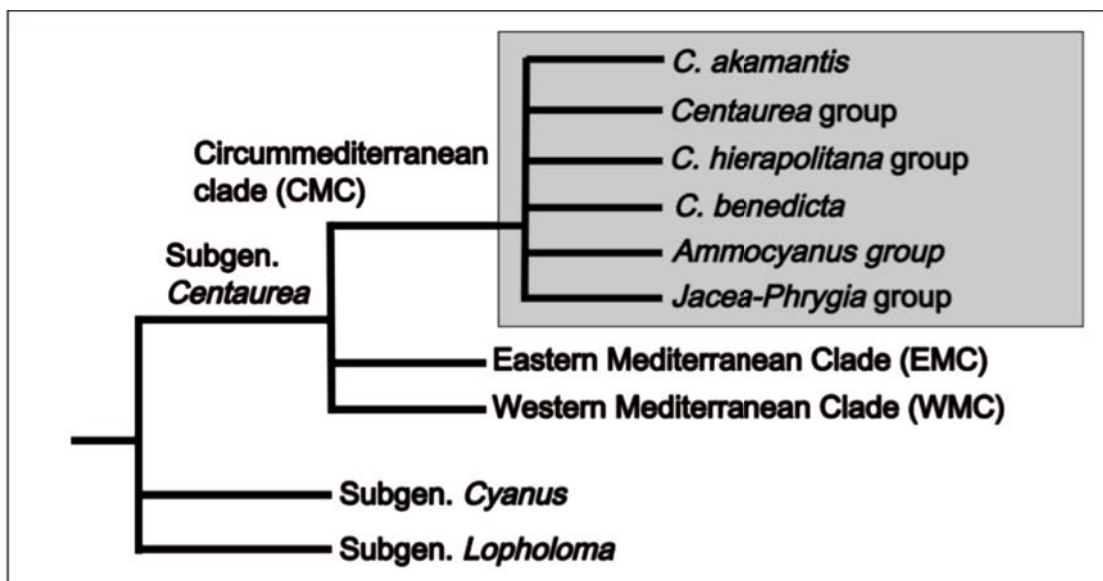 C. akamantis
Centaurea group
C. hierapolitana group
C. benedicta
Ammocyanus group
Jacea-Phrygia group
Circummediterranean
clade (CMC)
Subgen.
Centaurea
Eastern Mediterranean Clade (EMC)
Western Mediterranean Clade (WMC)
Subgen. Cyanus
Subgen. Lopholoma